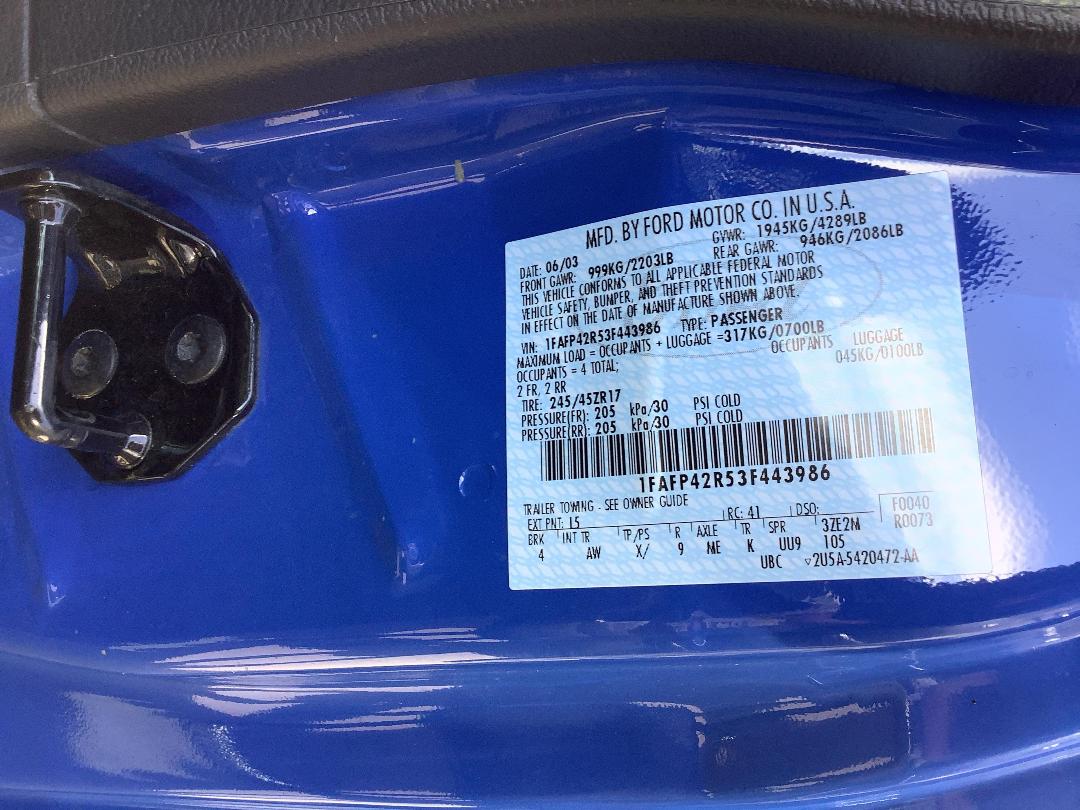 MFD. BY FORD MOTOR CO. IN U.S.A.
DATE: 06/03 GVWR: 1945KG/4289LB
FRONT GAWR: 999KG/2203LB REAR GAWR: 946KG/2086LB
THIS VEHICLE CONFORMS TO ALL APPLICABLE FEDERAL MOTOR
VEHICLE SAFETY, BUMPER, AND THEFT PREVENTION STANDARDS
IN EFFECT ON THE DATE OF MANUFACTURE SHOWN ABOVE.
VIN: 1FAFP42R53F443986 TYPE: PASSENGER
MAXIMUM LOAD = OCCUPANTS + LUGGAGE =317KG/0700LB
OCCUPANTS = 4 TOTAL; OCCUPANTS LUGGAGE
2 FR, 2 RR 045KG/0100LB
TIRE: 245/45ZR17
PRESSURE(FR): 205 kPa/30 PSI COLD
PRESSURE(RR): 205 kPa/30 PSI COLD
1FAFP42R53F443986
TRAILER TOWING - SEE OWNER GUIDE
EXT PNT: 15 RC: 41 DSO: F0040
BRK INT TR TP/PS R AXLE TR SPR 3ZE2M R0073
4 AW X/ 9 ME K UU9 105
UBC ▽2U5A-5420472-AA